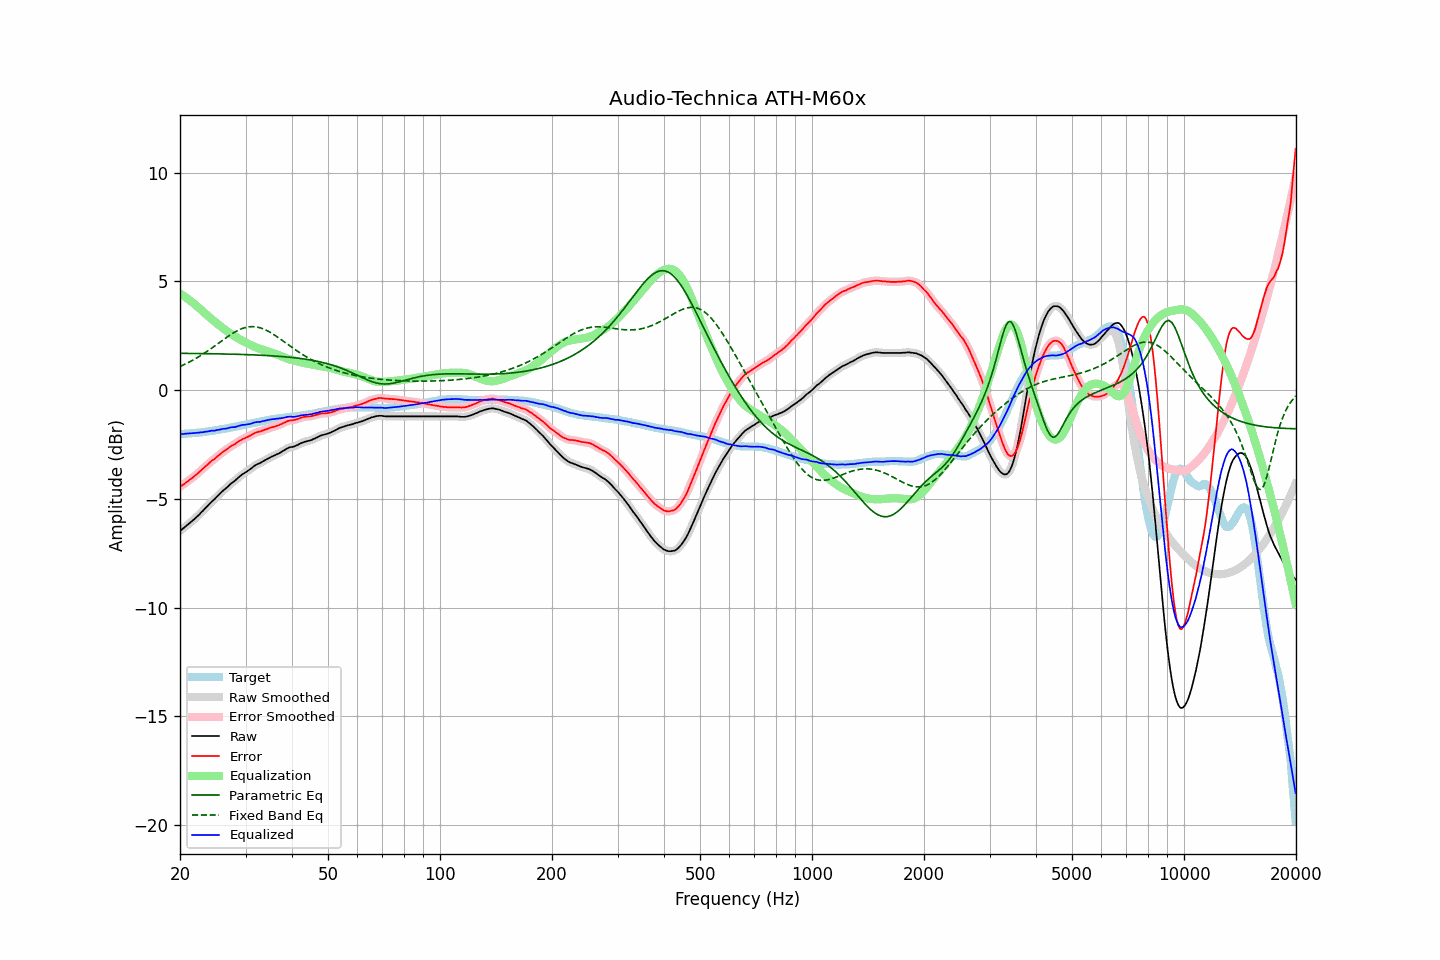 Audio-Technica ATH-M60x
Amplitude (dBr)
10
5
0
−5
−10
−15
−20
Target
Raw Smoothed
Error Smoothed
Raw
Error
Equalization
Parametric Eq
Fixed Band Eq
Equalized
20 50 100 200 500 1000 2000 5000 10000 20000
Frequency (Hz)